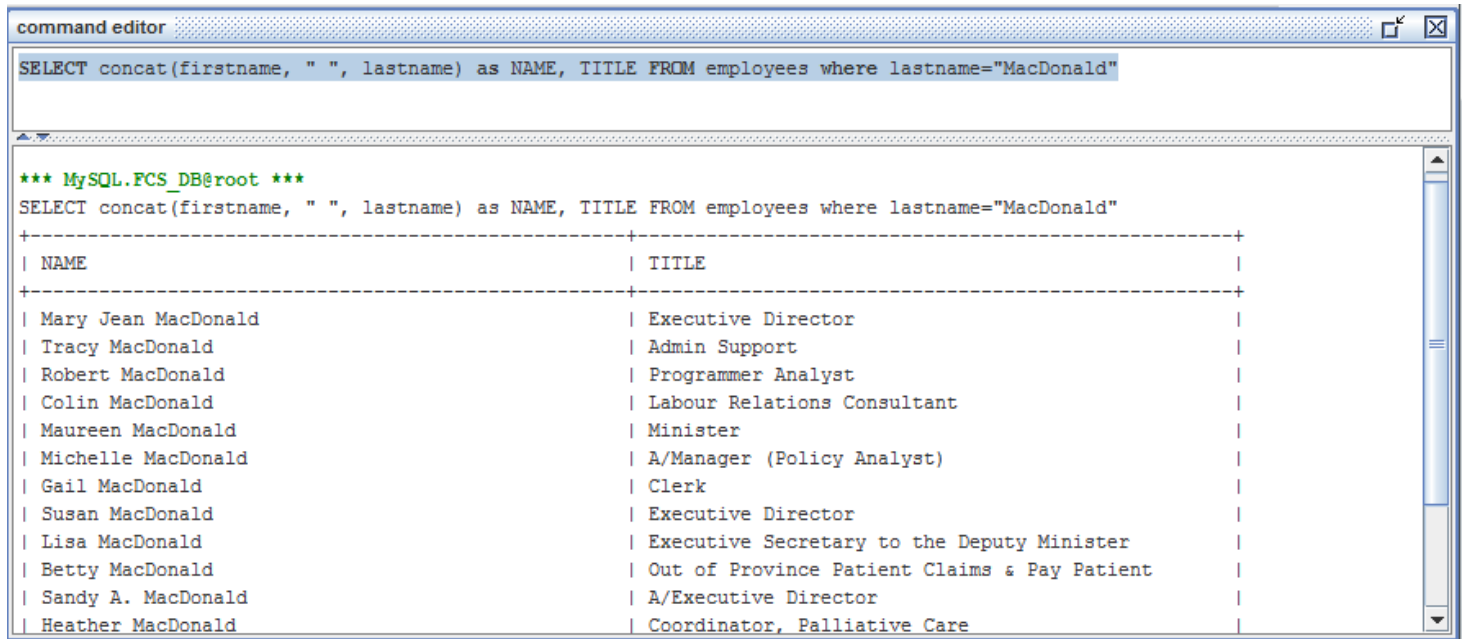 command editor
SELECT concat(firstname, " ", lastname) as NAME, TITLE FROM employees where lastname="MacDonald"
*** MySQL.FCS_DB@root ***
SELECT concat(firstname, " ", lastname) as NAME, TITLE FROM employees where lastname="MacDonald"
+----------------------------------------------------+----------------------------------------------------+
| NAME | TITLE |
+----------------------------------------------------+----------------------------------------------------+
| Mary Jean MacDonald | Executive Director |
| Tracy MacDonald | Admin Support |
| Robert MacDonald | Programmer Analyst |
| Colin MacDonald | Labour Relations Consultant |
| Maureen MacDonald | Minister |
| Michelle MacDonald | A/Manager (Policy Analyst) |
| Gail MacDonald | Clerk |
| Susan MacDonald | Executive Director |
| Lisa MacDonald | Executive Secretary to the Deputy Minister |
| Betty MacDonald | Out of Province Patient Claims & Pay Patient |
| Sandy A. MacDonald | A/Executive Director |
| Heather MacDonald | Coordinator, Palliative Care |